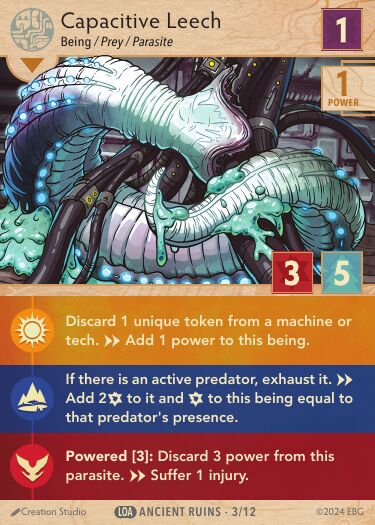 Capacitive Leech
Being / Prey / Parasite
1
1
POWER
3
5
Discard 1 unique token from a machine or
tech. Add 1 power to this being.
If there is an active predator, exhaust it.
Add 2 to it and to this being equal to
that predator's presence.
Powered [3]: Discard 3 power from this
parasite. Suffer 1 injury.
Creation Studio
LOA ANCIENT RUINS - 3/12
©2024 EBG